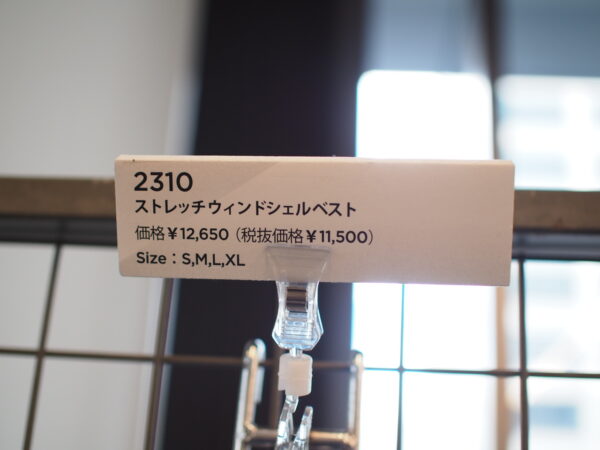 2310
ストレッチウィンドシェルベスト
価格¥12,650（税抜価格¥11,500）
Size：S,M,L,XL